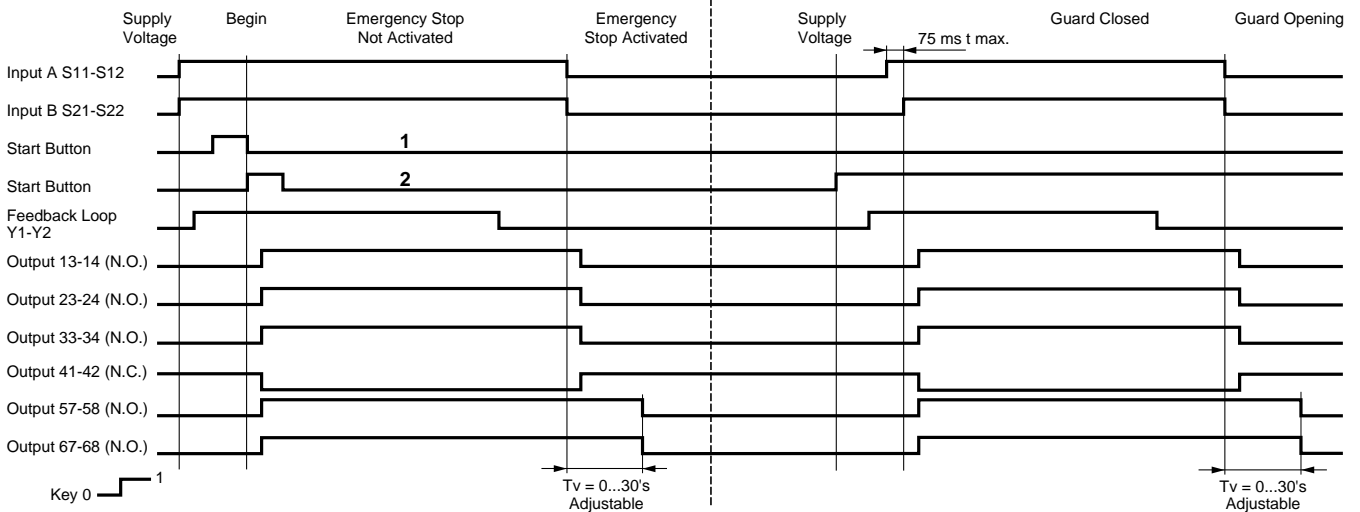 Supply
Voltage
Begin
Emergency Stop
Not Activated
Emergency
Stop Activated
Supply
Voltage
75 ms t max.
Guard Closed
Guard Opening
Input A S11-S12
Input B S21-S22
Start Button
1
Start Button
2
Feedback Loop
Y1-Y2
Output 13-14 (N.O.)
Output 23-24 (N.O.)
Output 33-34 (N.O.)
Output 41-42 (N.C.)
Output 57-58 (N.O.)
Output 67-68 (N.O.)
Key 0
1
Tv = 0...30's
Adjustable
Tv = 0...30's
Adjustable